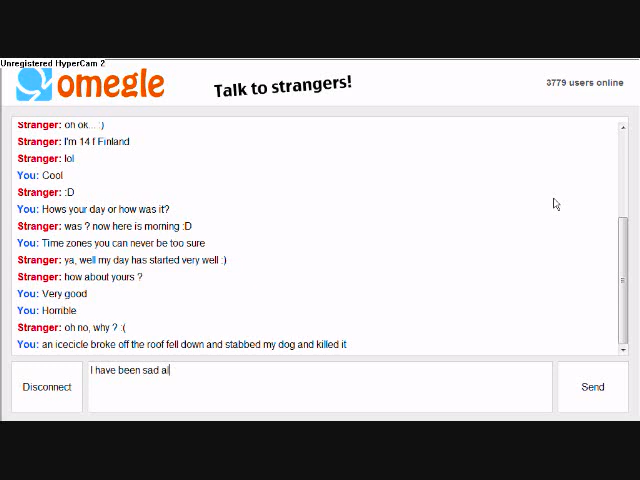 Unregistered HyperCam 2
omegle
Talk to strangers!
3779 users online
Stranger: oh ok... :)
Stranger: I'm 14 f Finland
Stranger: lol
You: Cool
Stranger: :D
You: Hows your day or how was it?
Stranger: was ? now here is morning :D
You: Time zones you can never be too sure
Stranger: ya, well my day has started very well :)
Stranger: how about yours ?
You: Very good
You: Horrible
Stranger: oh no, why ? :(
You: an icecicle broke off the roof fell down and stabbed my dog and killed it
Disconnect
I have been sad al
Send